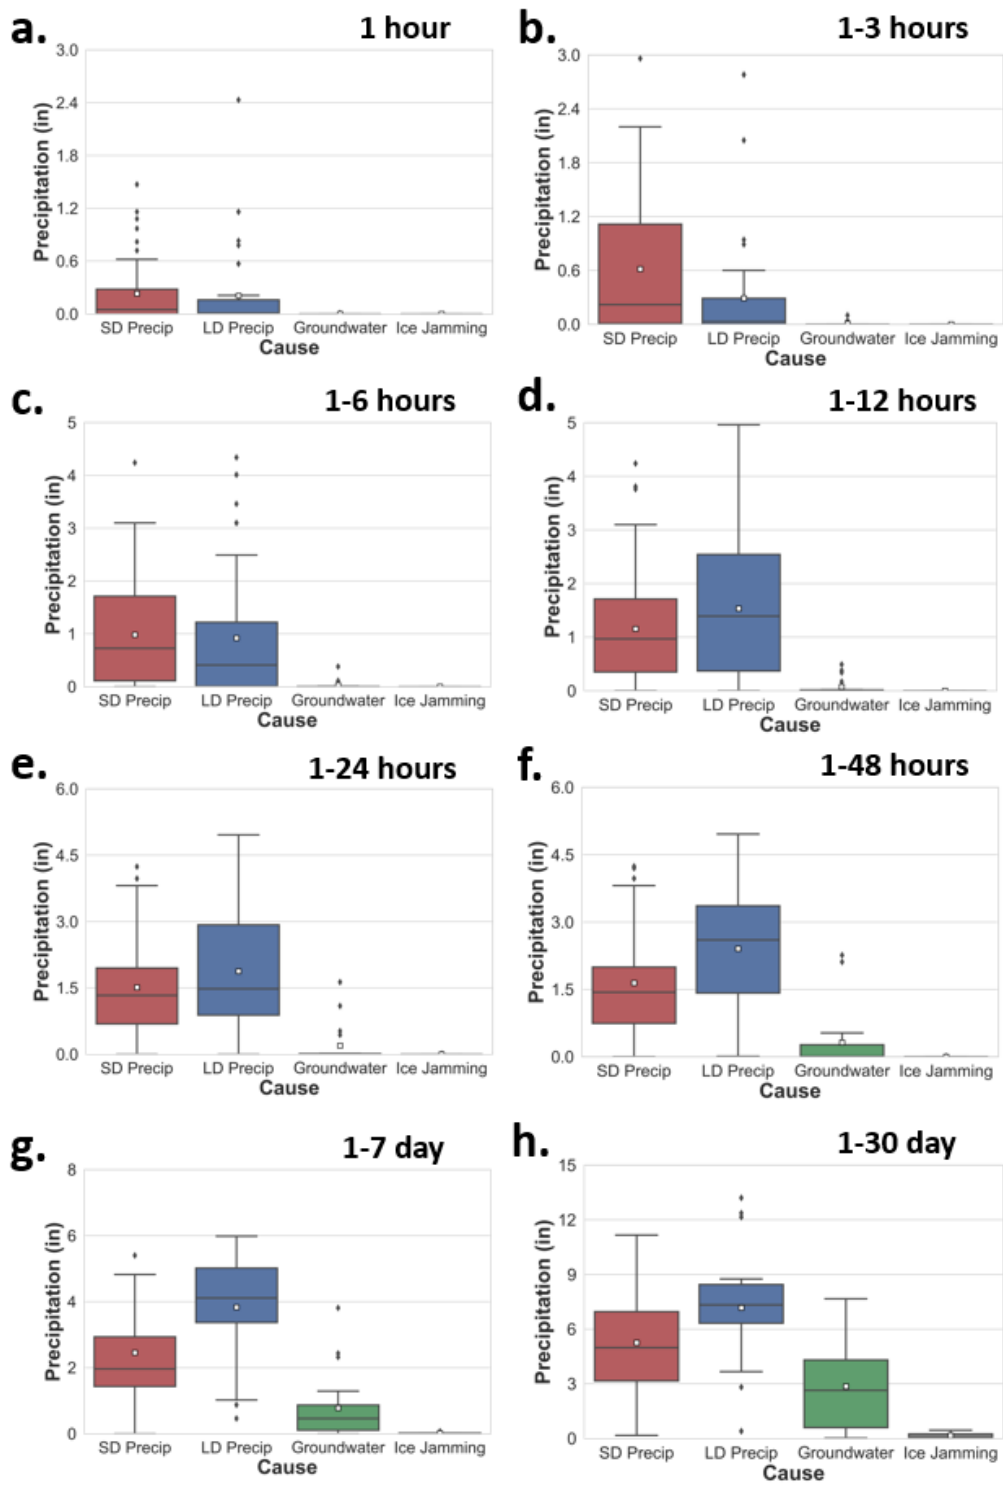 a. 1 hour
3.0
2.4
1.8
1.2
0.6
0.0
Precipitation (in)
SD Precip LD Precip Groundwater Ice Jamming
Cause
b. 1-3 hours
3.0
2.4
1.8
1.2
0.6
0.0
Precipitation (in)
SD Precip LD Precip Groundwater Ice Jamming
Cause
c. 1-6 hours
5
4
3
2
1
0
Precipitation (in)
SD Precip LD Precip Groundwater Ice Jamming
Cause
d. 1-12 hours
5
4
3
2
1
0
Precipitation (in)
SD Precip LD Precip Groundwater Ice Jamming
Cause
e. 1-24 hours
6.0
4.5
3.0
1.5
0.0
Precipitation (in)
SD Precip LD Precip Groundwater Ice Jamming
Cause
f. 1-48 hours
6.0
4.5
3.0
1.5
0.0
Precipitation (in)
SD Precip LD Precip Groundwater Ice Jamming
Cause
g. 1-7 day
8
6
4
2
0
Precipitation (in)
SD Precip LD Precip Groundwater Ice Jamming
Cause
h. 1-30 day
15
12
9
6
3
0
Precipitation (in)
SD Precip LD Precip Groundwater Ice Jamming
Cause